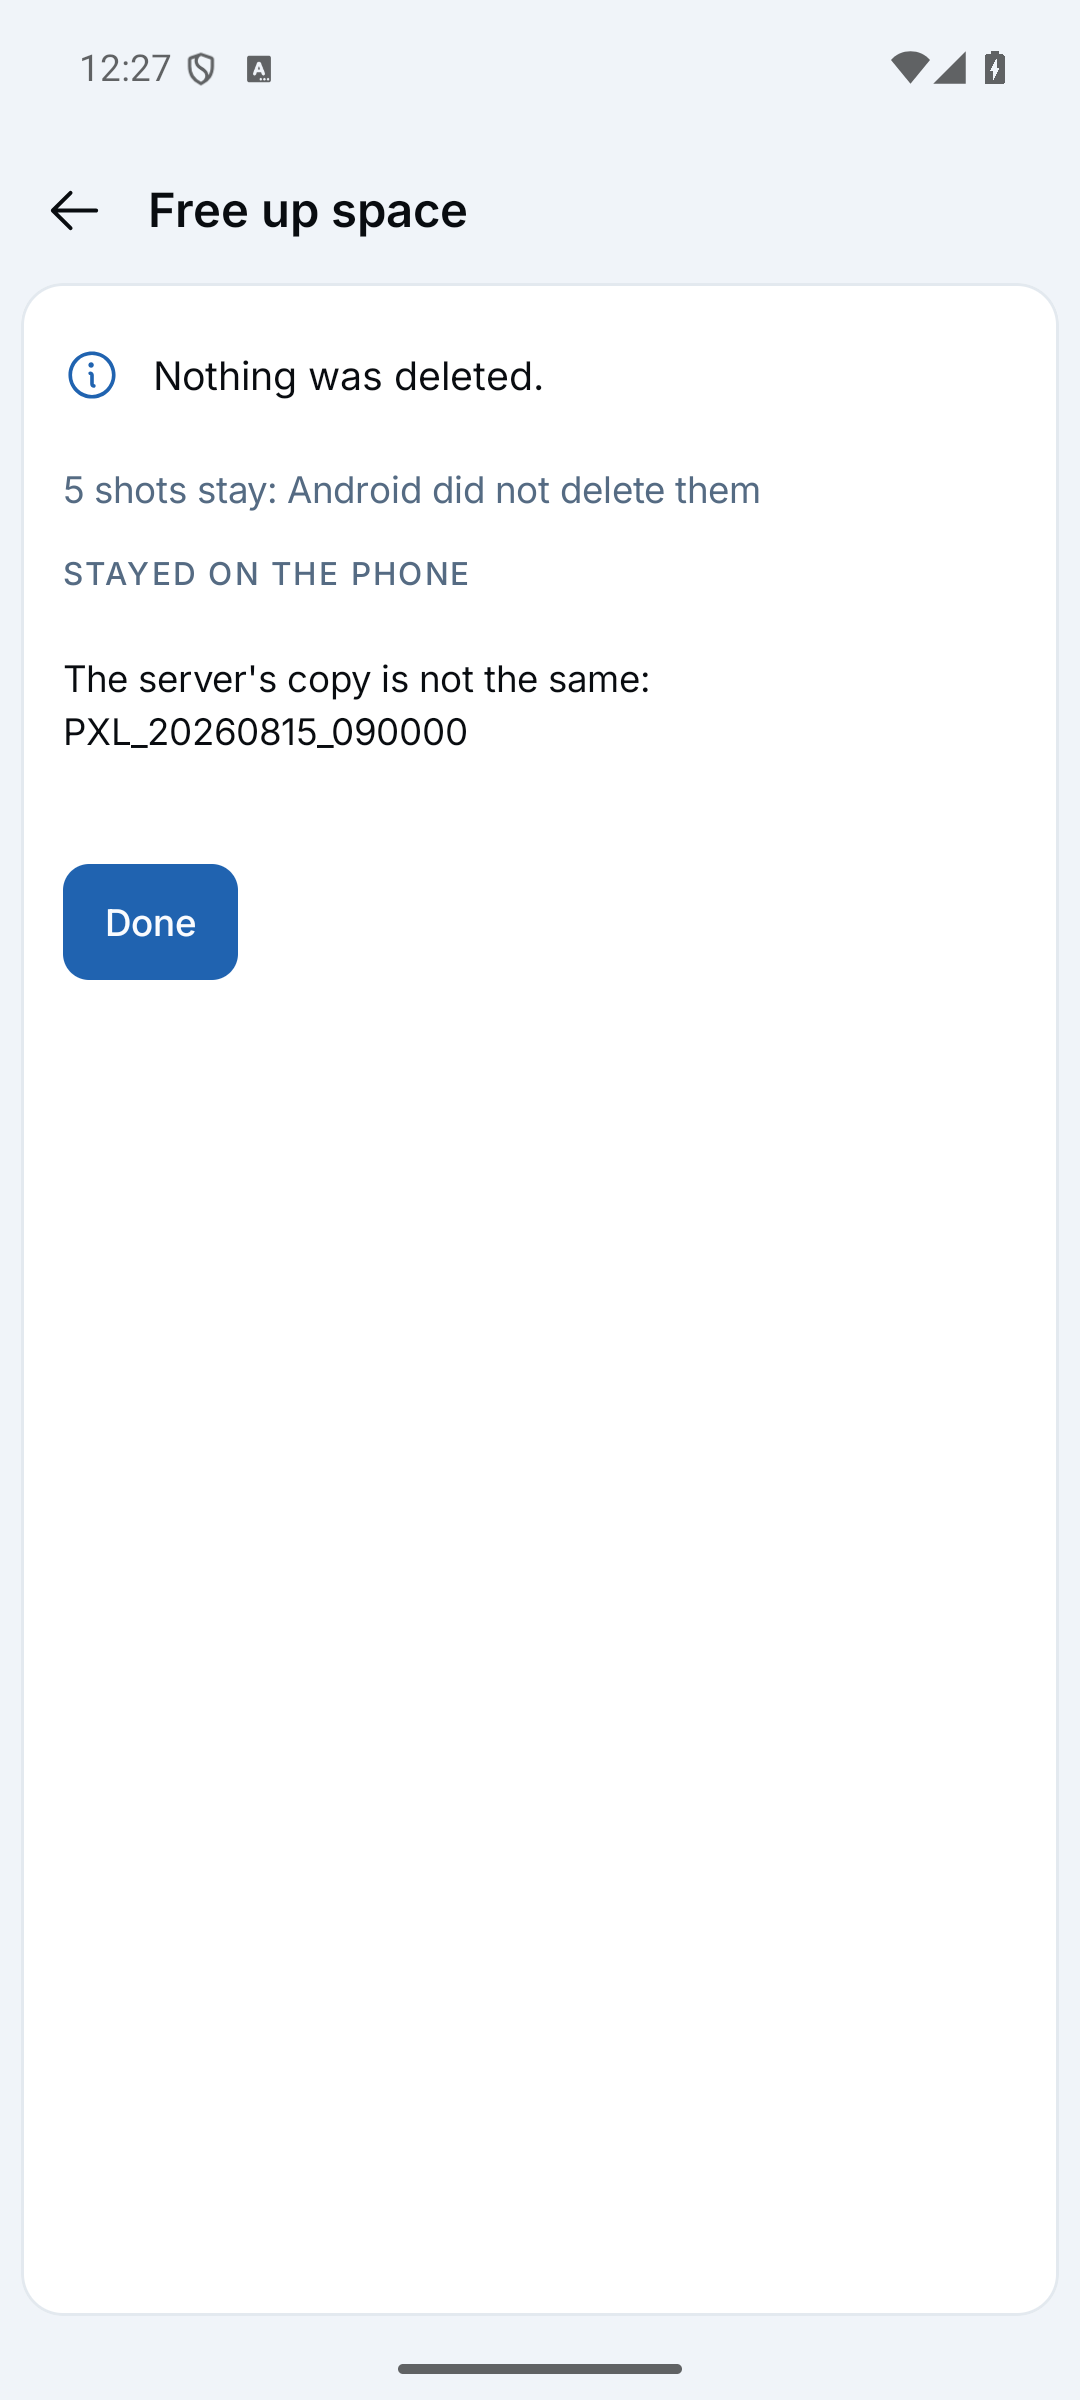 12:27
Free up space
Nothing was deleted.
5 shots stay: Android did not delete them
STAYED ON THE PHONE
The server's copy is not the same:
PXL_20260815_090000
Done